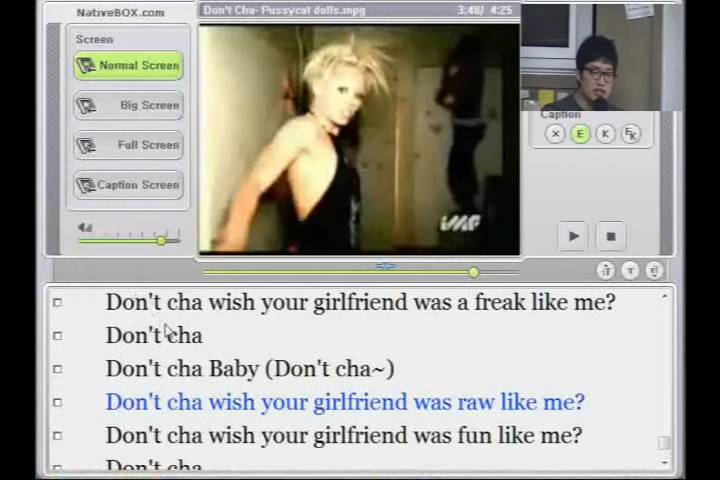 NativeBOX.com
Don't Cha- Pussycat dolls.mpg 3:48/ 4:25
Screen
Normal Screen
Big Screen
Full Screen
Caption Screen
Caption
E K
T T T
Don't cha wish your girlfriend was a freak like me?
Don't cha
Don't cha Baby (Don't cha~)
Don't cha wish your girlfriend was raw like me?
Don't cha wish your girlfriend was fun like me?
Don't cha